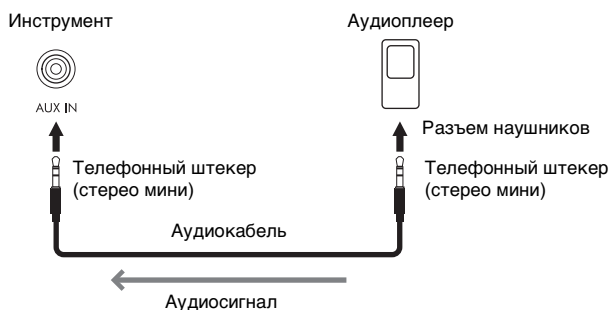 Инструмент
Аудиоплеер
AUX IN
Разъем наушников
Телефонный штекер
(стерео мини)
Телефонный штекер
(стерео мини)
Аудиокабель
Аудиосигнал